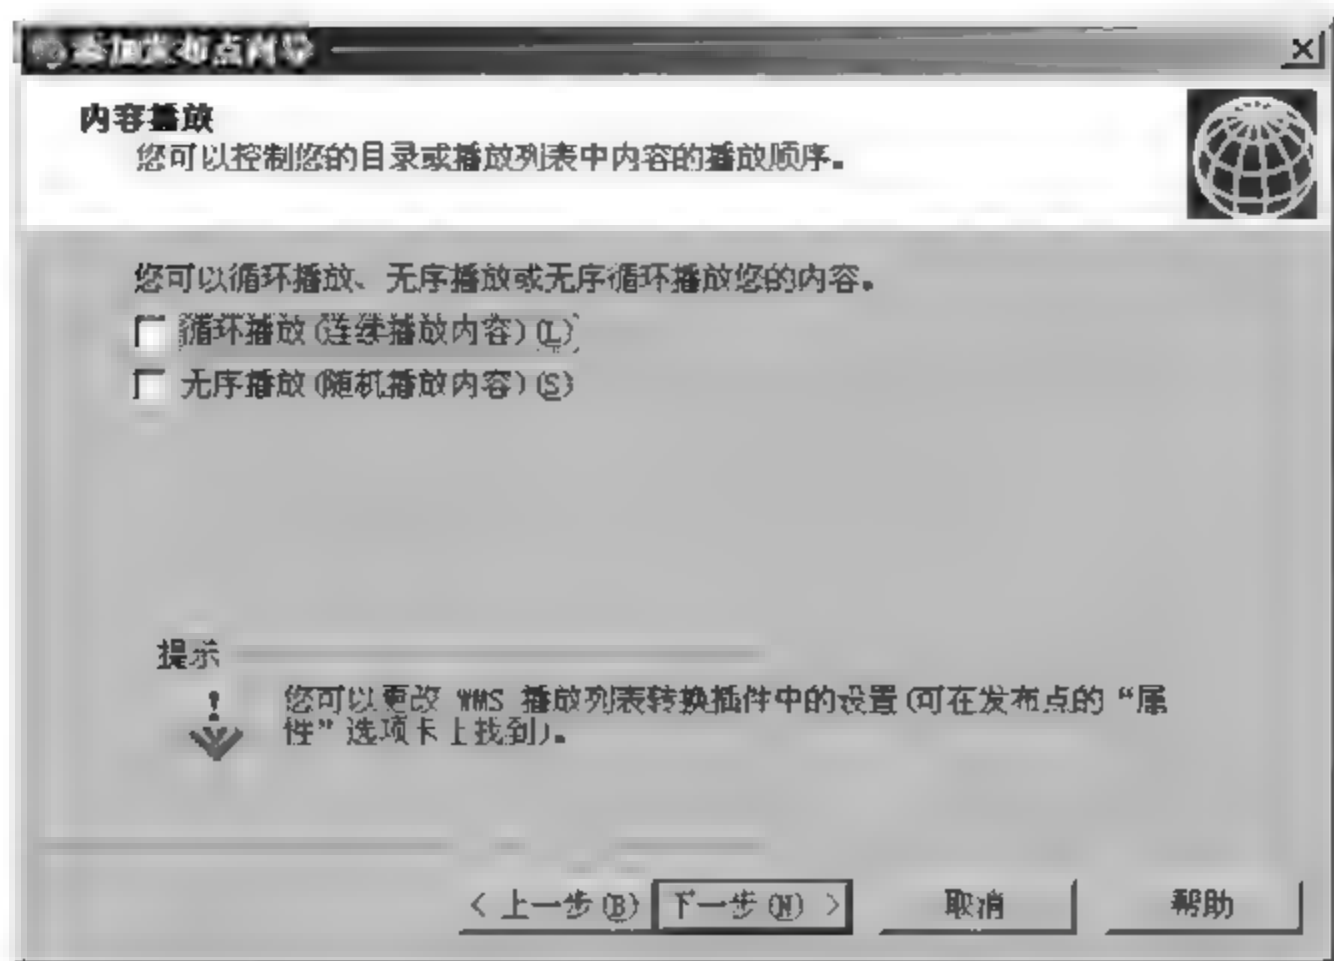 添加发布点向导
内容播放
您可以控制您的目录或播放列表中内容的播放顺序。
您可以循环播放、无序播放或无序循环播放您的内容。
循环播放(连续播放内容)(L)
无序播放(随机播放内容)(S)
提示
您可以更改 WMS 播放列表转换插件中的设置(可在发布点的“属
性”选项卡上找到)。
< 上一步(B) 下一步(N) > 取消 帮助